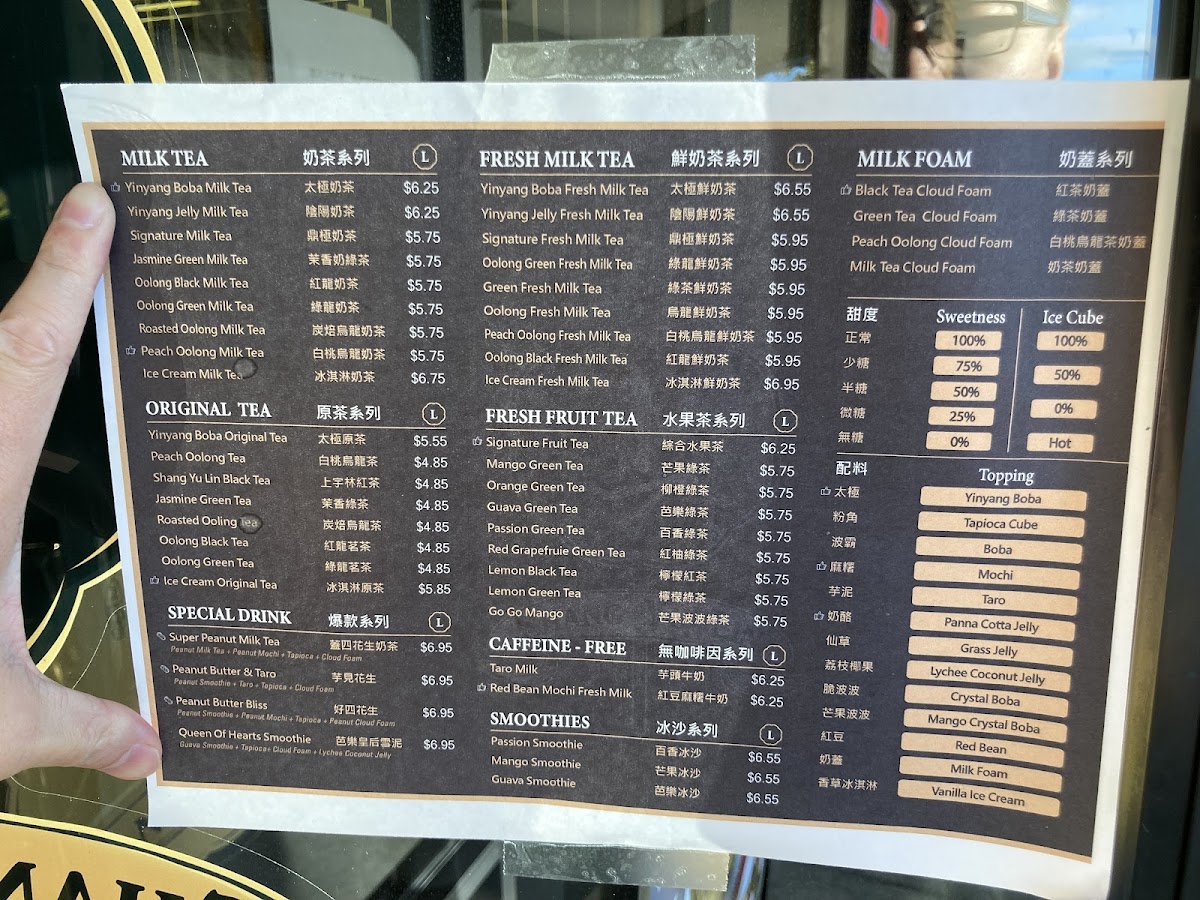 MILK TEA 奶茶系列 L
Yinyang Boba Milk Tea 太極奶茶 $6.25
Yinyang Jelly Milk Tea 陰陽奶茶 $6.25
Signature Milk Tea 鼎極奶茶 $5.75
Jasmine Green Milk Tea 茉香奶綠茶 $5.75
Oolong Black Milk Tea 紅龍奶茶 $5.75
Oolong Green Milk Tea 綠龍奶茶 $5.75
Roasted Oolong Milk Tea 炭焙烏龍奶茶 $5.75
Peach Oolong Milk Tea 白桃烏龍奶茶 $5.75
Ice Cream Milk Tea 冰淇淋奶茶 $6.75
ORIGINAL TEA 原茶系列 L
Yinyang Boba Original Tea 太極原茶 $5.55
Peach Oolong Tea 白桃烏龍茶 $4.85
Shang Yu Lin Black Tea 上宇林紅茶 $4.85
Jasmine Green Tea 茉香綠茶 $4.85
Roasted Ooling Tea 炭焙烏龍茶 $4.85
Oolong Black Tea 紅龍茗茶 $4.85
Oolong Green Tea 綠龍茗茶 $4.85
Ice Cream Original Tea 冰淇淋原茶 $5.85
SPECIAL DRINK 爆款系列 L
Super Peanut Milk Tea 蓋四花生奶茶 $6.95
Peanut Milk Tea + Peanut Mochi + Tapioca + Cloud Foam
Peanut Butter & Taro 芋見花生 $6.95
Peanut Smoothie + Taro + Tapioca + Cloud Foam
Peanut Butter Bliss 好四花生 $6.95
Peanut Smoothie + Peanut Mochi + Tapioca + Peanut Cloud Foam
Queen Of Hearts Smoothie 芭樂皇后雪泥 $6.95
Guava Smoothie + Tapioca+ Cloud Foam + Lychee Coconut Jelly
FRESH MILK TEA 鮮奶茶系列 L
Yinyang Boba Fresh Milk Tea 太極鮮奶茶 $6.55
Yinyang Jelly Fresh Milk Tea 陰陽鮮奶茶 $6.55
Signature Fresh Milk Tea 鼎極鮮奶茶 $5.95
Oolong Green Fresh Milk Tea 綠龍鮮奶茶 $5.95
Green Fresh Milk Tea 綠茶鮮奶茶 $5.95
Oolong Fresh Milk Tea 烏龍鮮奶茶 $5.95
Peach Oolong Fresh Milk Tea 白桃烏龍鮮奶茶 $5.95
Oolong Black Fresh Milk Tea 紅龍鮮奶茶 $5.95
Ice Cream Fresh Milk Tea 冰淇淋鮮奶茶 $6.95
FRESH FRUIT TEA 水果茶系列 L
Signature Fruit Tea 綜合水果茶 $6.25
Mango Green Tea 芒果綠茶 $5.75
Orange Green Tea 柳橙綠茶 $5.75
Guava Green Tea 芭樂綠茶 $5.75
Passion Green Tea 百香綠茶 $5.75
Red Grapefruie Green Tea 紅柚綠茶 $5.75
Lemon Black Tea 檸檬紅茶 $5.75
Lemon Green Tea 檸檬綠茶 $5.75
Go Go Mango 芒果波波綠茶 $5.75
CAFFEINE - FREE 無咖啡因系列 L
Taro Milk 芋頭牛奶 $6.25
Red Bean Mochi Fresh Milk 紅豆麻糬牛奶 $6.25
SMOOTHIES 冰沙系列 L
Passion Smoothie 百香冰沙 $6.55
Mango Smoothie 芒果冰沙 $6.55
Guava Smoothie 芭樂冰沙 $6.55
MILK FOAM 奶蓋系列
Black Tea Cloud Foam 紅茶奶蓋
Green Tea Cloud Foam 綠茶奶蓋
Peach Oolong Cloud Foam 白桃烏龍茶奶蓋
Milk Tea Cloud Foam 奶茶奶蓋
甜度 Sweetness Ice Cube
正常 100% 100%
少糖 75% 50%
半糖 50% 0%
微糖 25% Hot
無糖 0%
配料 Topping
太極 Yinyang Boba
粉角 Tapioca Cube
波霸 Boba
麻糬 Mochi
芋泥 Taro
奶酪 Panna Cotta Jelly
仙草 Grass Jelly
荔枝椰果 Lychee Coconut Jelly
脆波波 Crystal Boba
芒果波波 Mango Crystal Boba
紅豆 Red Bean
奶蓋 Milk Foam
香草冰淇淋 Vanilla Ice Cream